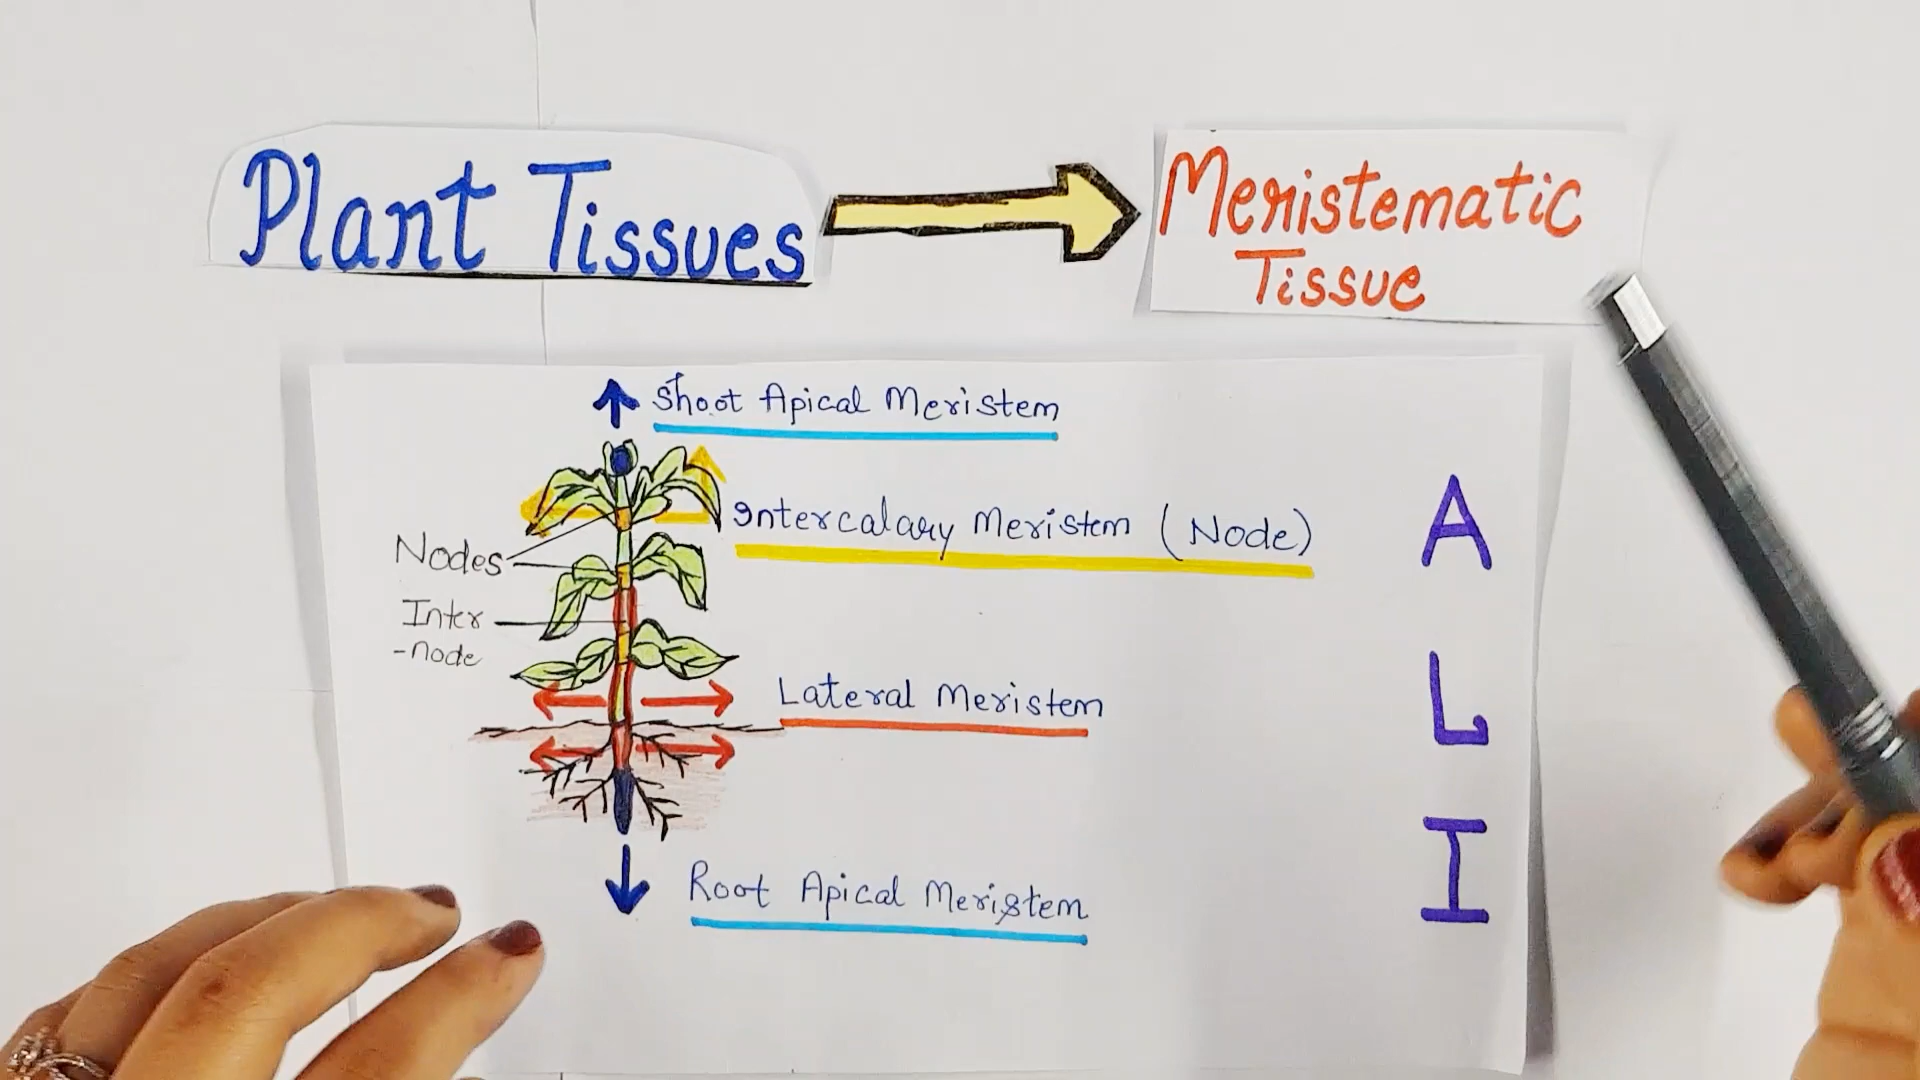 Plant Tissues
Meristematic
Tissue
Shoot Apical Meristem
Intercalary Meristem (Node)
Nodes
Inter
-node
Lateral Meristem
Root Apical Meristem
A
L
I